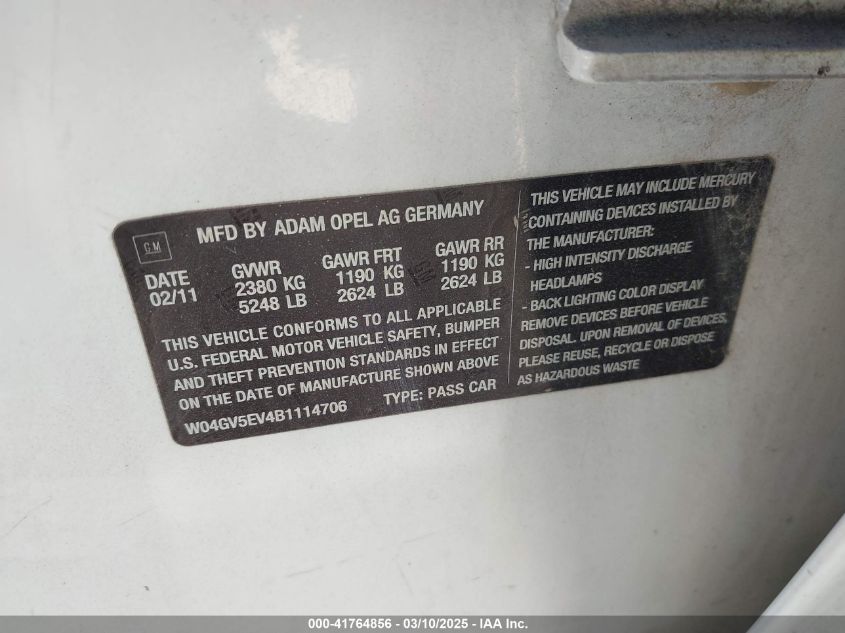 GM
MFD BY ADAM OPEL AG GERMANY
DATE GVWR GAWR FRT GAWR RR
02/11 2380 KG 1190 KG 1190 KG
5248 LB 2624 LB 2624 LB
THIS VEHICLE CONFORMS TO ALL APPLICABLE
U.S. FEDERAL MOTOR VEHICLE SAFETY, BUMPER
AND THEFT PREVENTION STANDARDS IN EFFECT
ON THE DATE OF MANUFACTURE SHOWN ABOVE
W04GV5EV4B1114706 TYPE: PASS CAR
THIS VEHICLE MAY INCLUDE MERCURY
CONTAINING DEVICES INSTALLED BY
THE MANUFACTURER:
- HIGH INTENSITY DISCHARGE
HEADLAMPS
- BACK LIGHTING COLOR DISPLAY
REMOVE DEVICES BEFORE VEHICLE
DISPOSAL. UPON REMOVAL OF DEVICES,
PLEASE REUSE, RECYCLE OR DISPOSE
AS HAZARDOUS WASTE
000-41764856 - 03/10/2025 - IAA Inc.